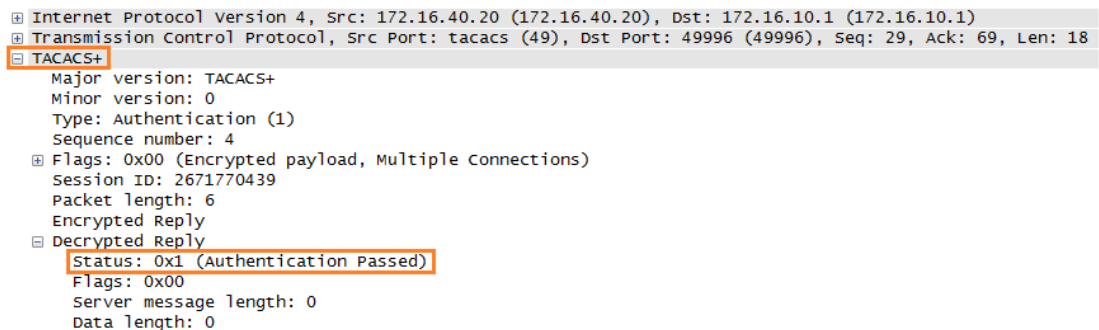 Internet Protocol Version 4, Src: 172.16.40.20 (172.16.40.20), Dst: 172.16.10.1 (172.16.10.1)
Transmission Control Protocol, Src Port: tacacs (49), Dst Port: 49996 (49996), Seq: 29, Ack: 69, Len: 18
TACACS+
Major version: TACACS+
Minor version: 0
Type: Authentication (1)
Sequence number: 4
Flags: 0x00 (Encrypted payload, Multiple Connections)
Session ID: 2671770439
Packet length: 6
Encrypted Reply
Decrypted Reply
Status: 0x1 (Authentication Passed)
Flags: 0x00
Server message length: 0
Data length: 0